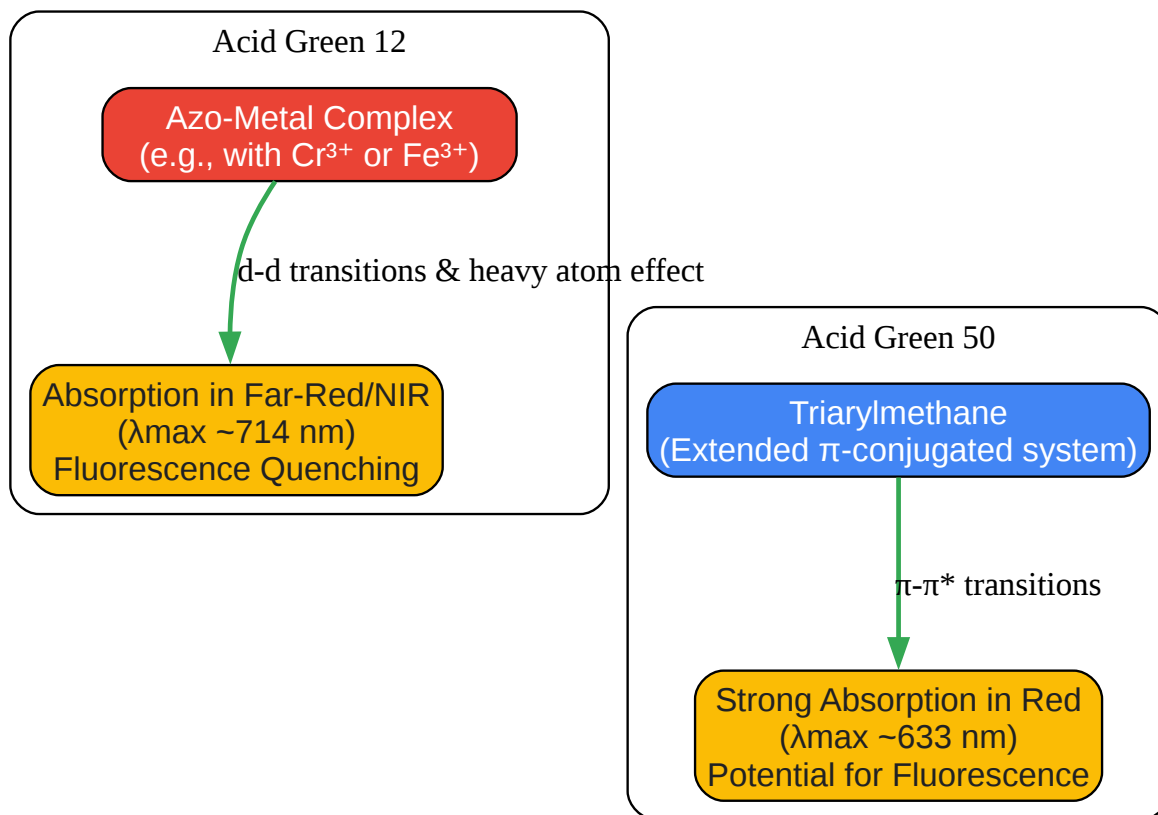 Acid Green 12
Azo-Metal Complex
(e.g., with Cr³⁺ or Fe³⁺)
d-d transitions & heavy atom effect
Absorption in Far-Red/NIR
(λmax ~714 nm)
Fluorescence Quenching
Acid Green 50
Triarylmethane
(Extended π-conjugated system)
π-π* transitions
Strong Absorption in Red
(λmax ~633 nm)
Potential for Fluorescence